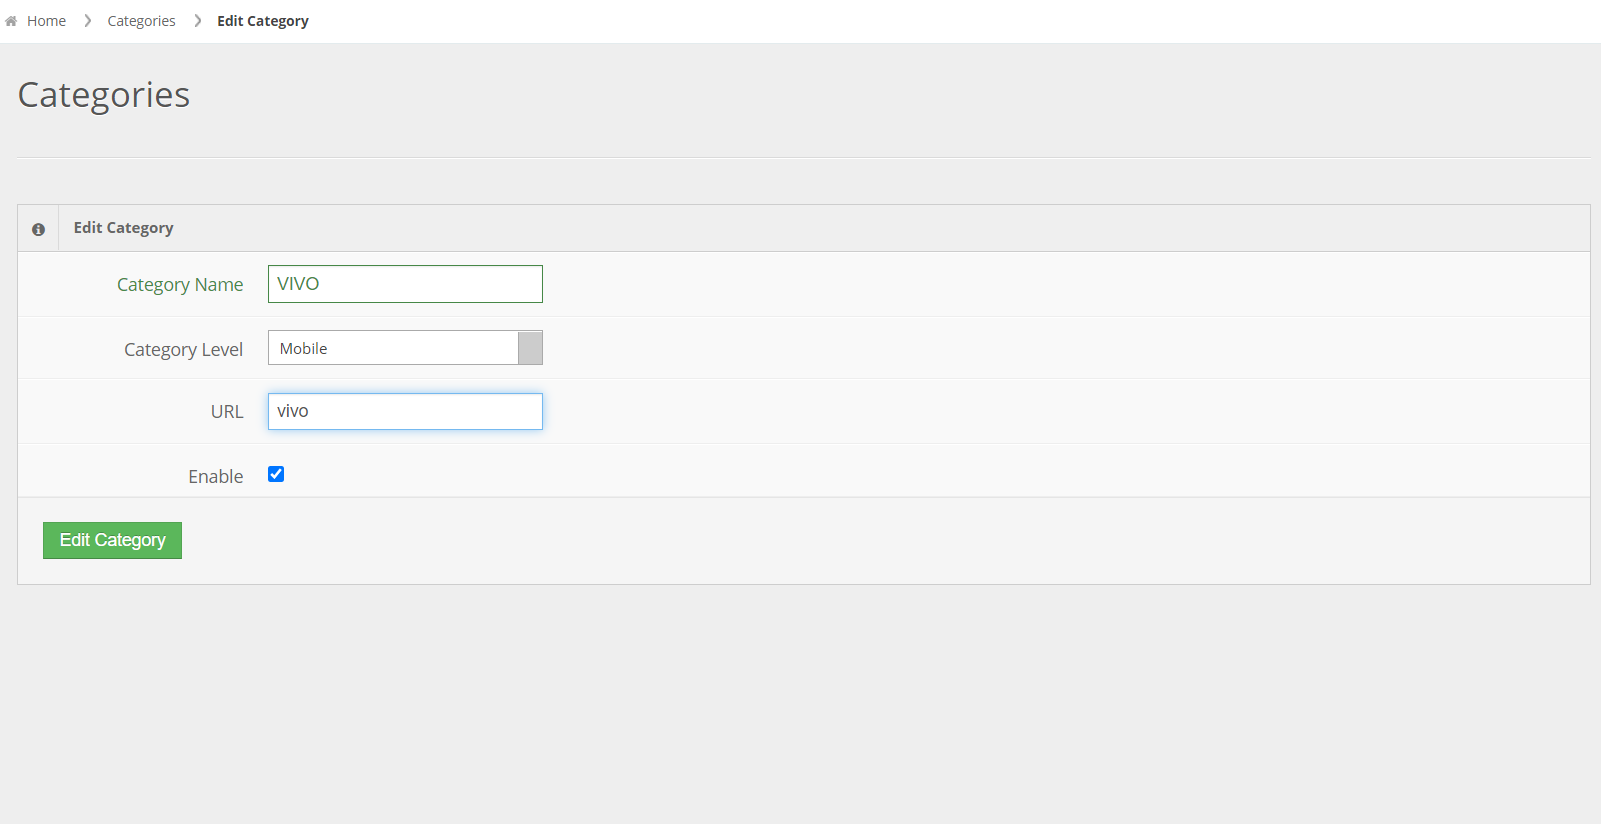 Home Categories Edit Category
Categories
Edit Category
Category Name VIVO
Category Level Mobile
URL vivo
Enable
Edit Category